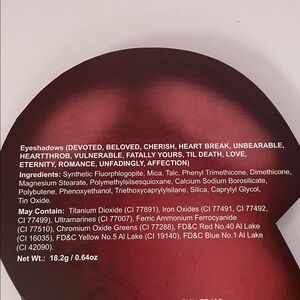 Eyeshadows (DEVOTED, BELOVED, CHERISH, HEART BREAK, UNBEARABLE,
HEARTTHROB, VULNERABLE, FATALLY YOURS, TIL DEATH, LOVE,
ETERNITY, ROMANCE, UNFADINGLY, AFFECTION)
Ingredients: Synthetic Fluorphlogopite, Mica, Talc, Phenyl Trimethicone, Dimethicone,
Magnesium Stearate, Polymethylsilsesquioxane, Calcium Sodium Borosilicate,
Polybutene, Phenoxyethanol, Triethoxycaprylylsilane, Silica, Caprylyl Glycol,
Tin Oxide.
May Contain: Titanium Dioxide (CI 77891), Iron Oxides (CI 77491, CI 77492,
CI 77499), Ultramarines (CI 77007), Ferric Ammonium Ferrocyanide
(CI 77510), Chromium Oxide Greens (CI 77288), FD&C Red No.40 Al Lake
(CI 16035), FD&C Yellow No.5 Al Lake (CI 19140), FD&C Blue No.1 Al Lake
(CI 42090).
Net Wt.: 18.2g / 0.64oz